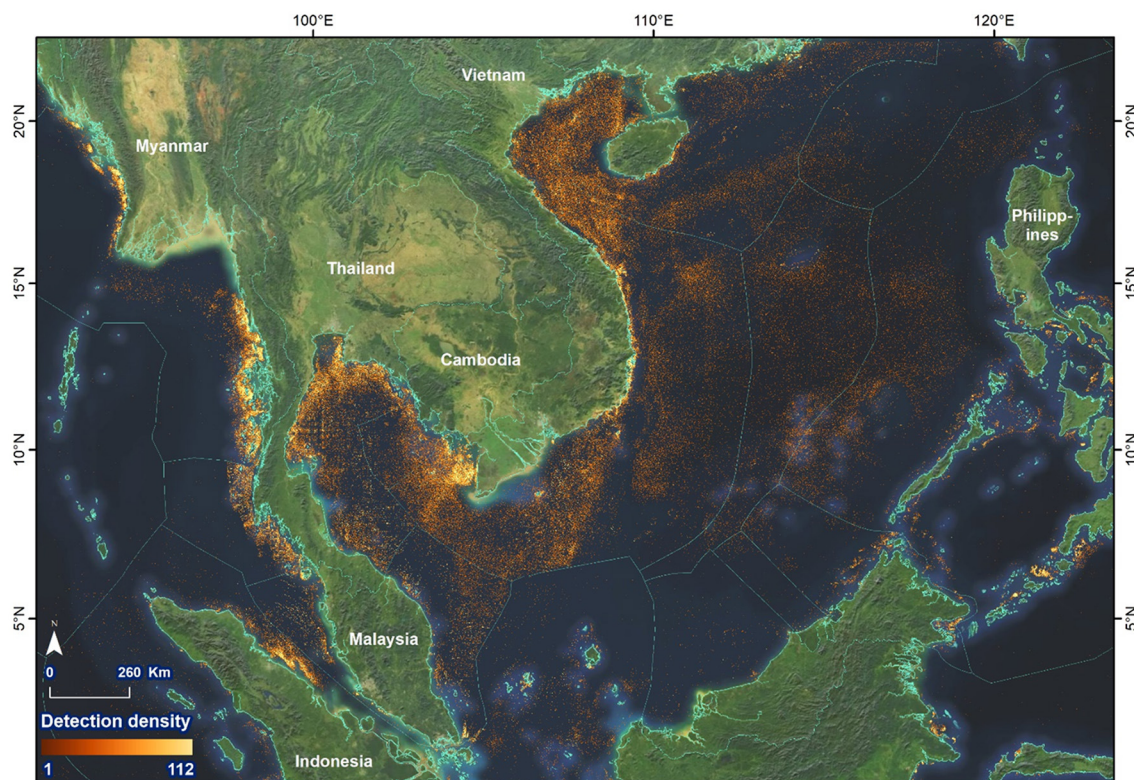 100°E
110°E
120°E
Vietnam
20°N
20°N
Myanmar
Philipp-
ines
Thailand
15°N
15°N
Cambodia
10°N
10°N
5°N
5°N
N
Malaysia
0
260 Km
Detection density
1
112
Indonesia